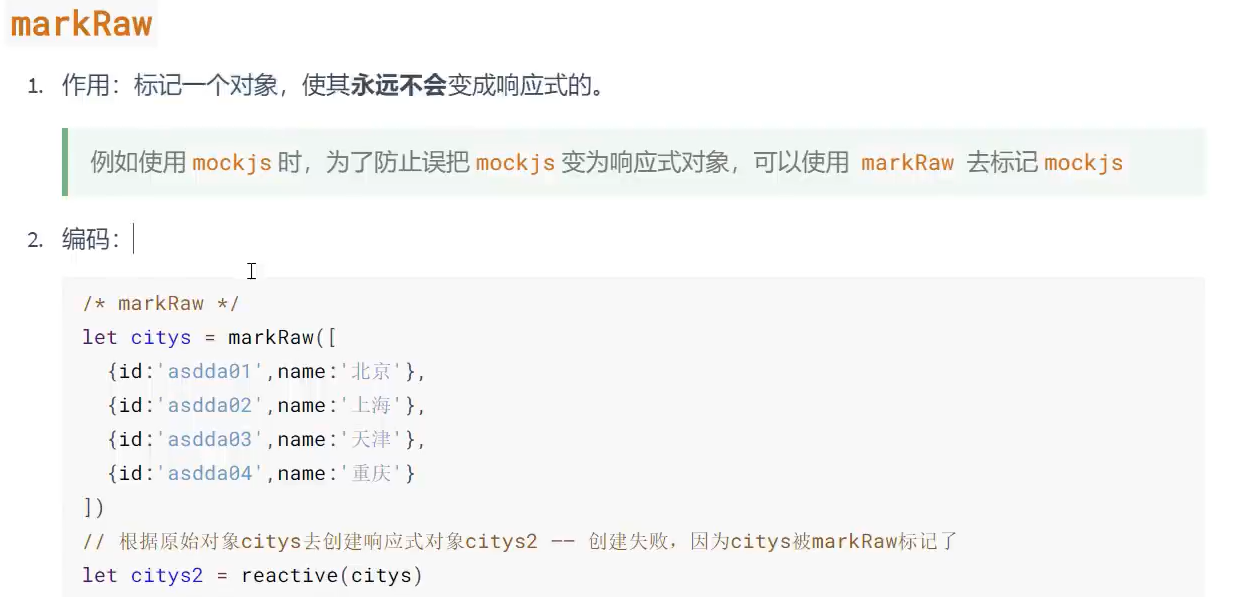 markRaw
1. 作用：标记一个对象，使其永远不会变成响应式的。
例如使用 mockjs 时，为了防止误把 mockjs 变为响应式对象，可以使用 markRaw 去标记 mockjs
2. 编码：
/* markRaw */
let citys = markRaw([
  {id:'asdda01',name:'北京'},
  {id:'asdda02',name:'上海'},
  {id:'asdda03',name:'天津'},
  {id:'asdda04',name:'重庆'}
])
// 根据原始对象citys去创建响应式对象citys2 -- 创建失败，因为citys被markRaw标记了
let citys2 = reactive(citys)